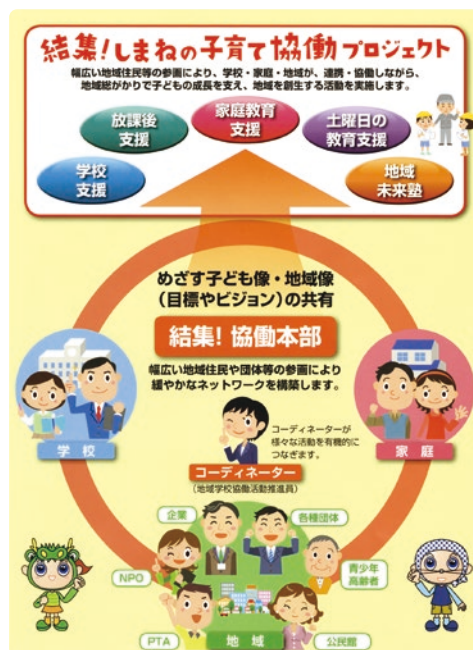 結集!しまねの子育て協働プロジェクト
幅広い地域住民等の参画により、学校・家庭・地域が、連携・協働しながら、
地域総がかりで子どもの成長を支え、地域を創生する活動を実施します。
放課後
支援
家庭教育
支援
土曜日の
教育支援
学校
支援
地域
未来塾
めざす子ども像・地域像
(目標やビジョン)の共有
結集! 協働本部
幅広い地域住民や団体等の参画により
緩やかなネットワークを構築します。
学校
家庭
コーディネーターが
様々な活動を有機的に
つなぎます。
コーディネーター
(地域学校協働活動推進員)
企業
各種団体
NPO
青少年
高齢者
PTA
地域
公民館